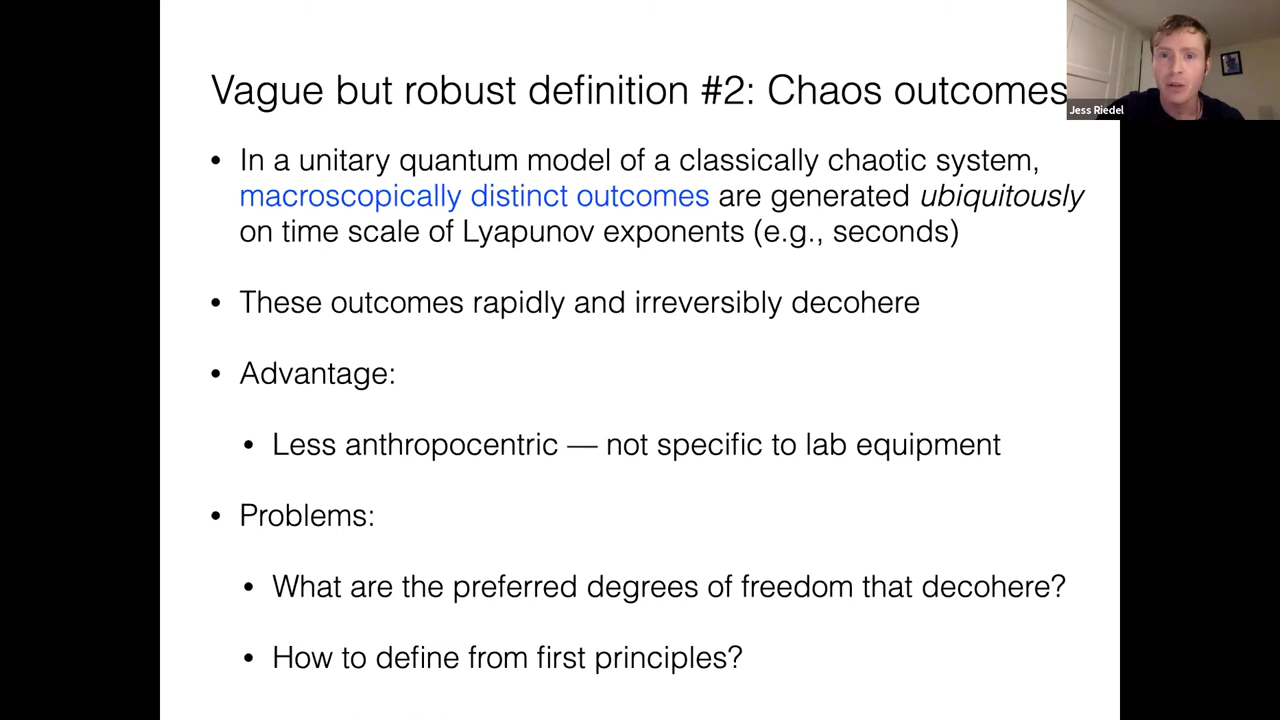 Vague but robust definition #2: Chaos outcomes
Jess Riedel
• In a unitary quantum model of a classically chaotic system,
macroscopically distinct outcomes are generated ubiquitously
on time scale of Lyapunov exponents (e.g., seconds)
• These outcomes rapidly and irreversibly decohere
• Advantage:
• Less anthropocentric — not specific to lab equipment
• Problems:
• What are the preferred degrees of freedom that decohere?
• How to define from first principles?